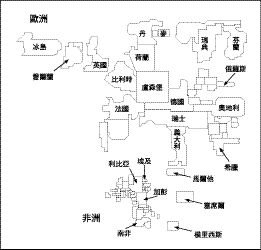 歐洲
冰島
愛爾蘭
英國
丹麥
荷蘭
比利時
盧森堡
瑞典
芬蘭
俄羅斯
法國
德國
瑞士
奧地利
義大利
希臘
利比亞
埃及
馬爾他
加彭
塞席爾
非洲
南非
模里西斯